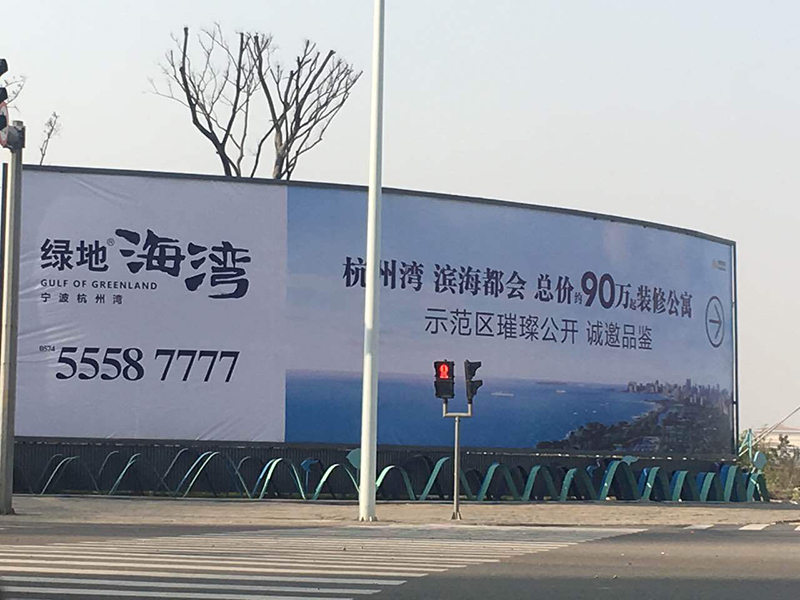 绿地®海湾
GULF OF GREENLAND
宁波杭州湾
0574 5558 7777
杭州湾 滨海都会 总价约90万起装修公寓
示范区璀璨公开 诚邀品鉴